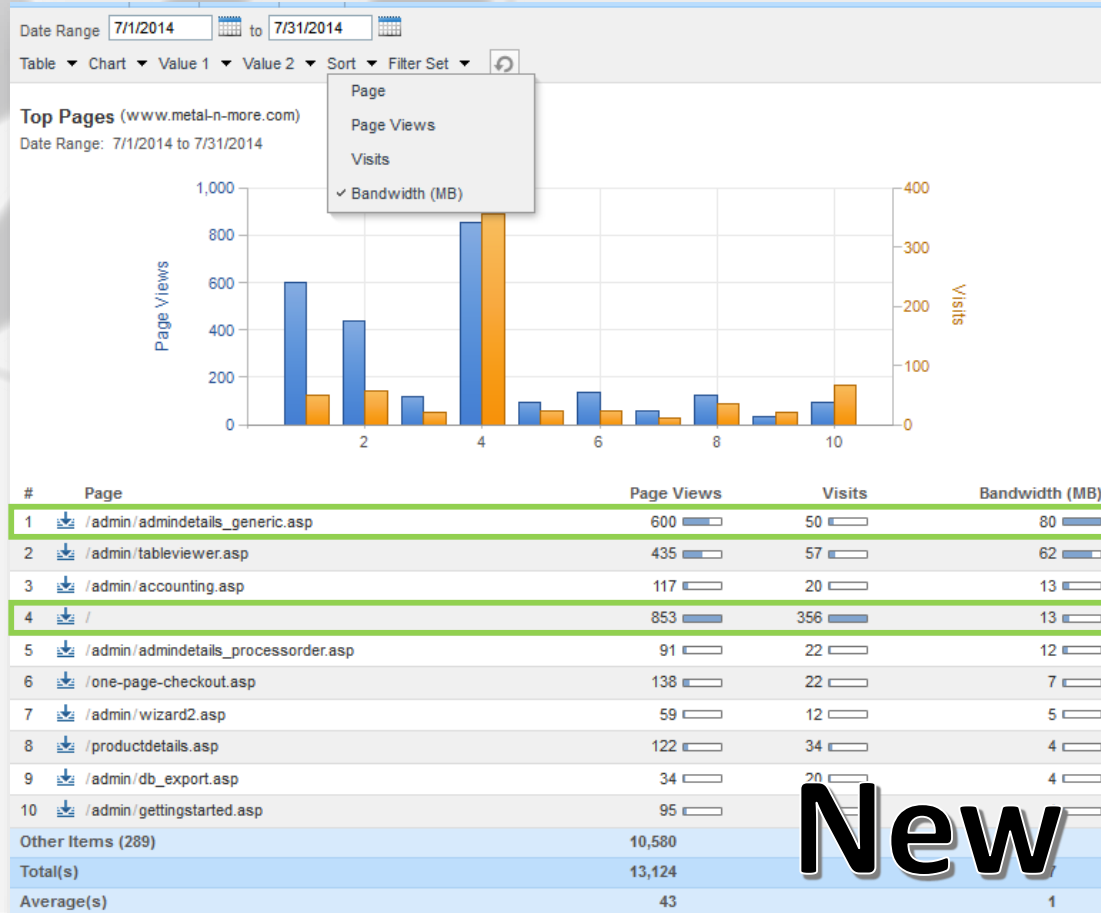 Date Range 7/1/2014 to 7/31/2014
Table Chart Value 1 Value 2 Sort Filter Set
Page
Page Views
Visits
✓ Bandwidth (MB)
Top Pages (www.metal-n-more.com)
Date Range: 7/1/2014 to 7/31/2014
1,000
800
600
400
200
0
Page Views
400
300
200
100
0
Visits
2 4 6 8 10
# Page Page Views Visits Bandwidth (MB)
1 /admin/admindetails_generic.asp 600 50 80
2 /admin/tableviewer.asp 435 57 62
3 /admin/accounting.asp 117 20 13
4 / 853 356 13
5 /admin/admindetails_processorder.asp 91 22 12
6 /one-page-checkout.asp 138 22 7
7 /admin/wizard2.asp 59 12 5
8 /productdetails.asp 122 34 4
9 /admin/db_export.asp 34 20 4
10 /admin/gettingstarted.asp 95
Other Items (289) 10,580
Total(s) 13,124
Average(s) 43 1
New